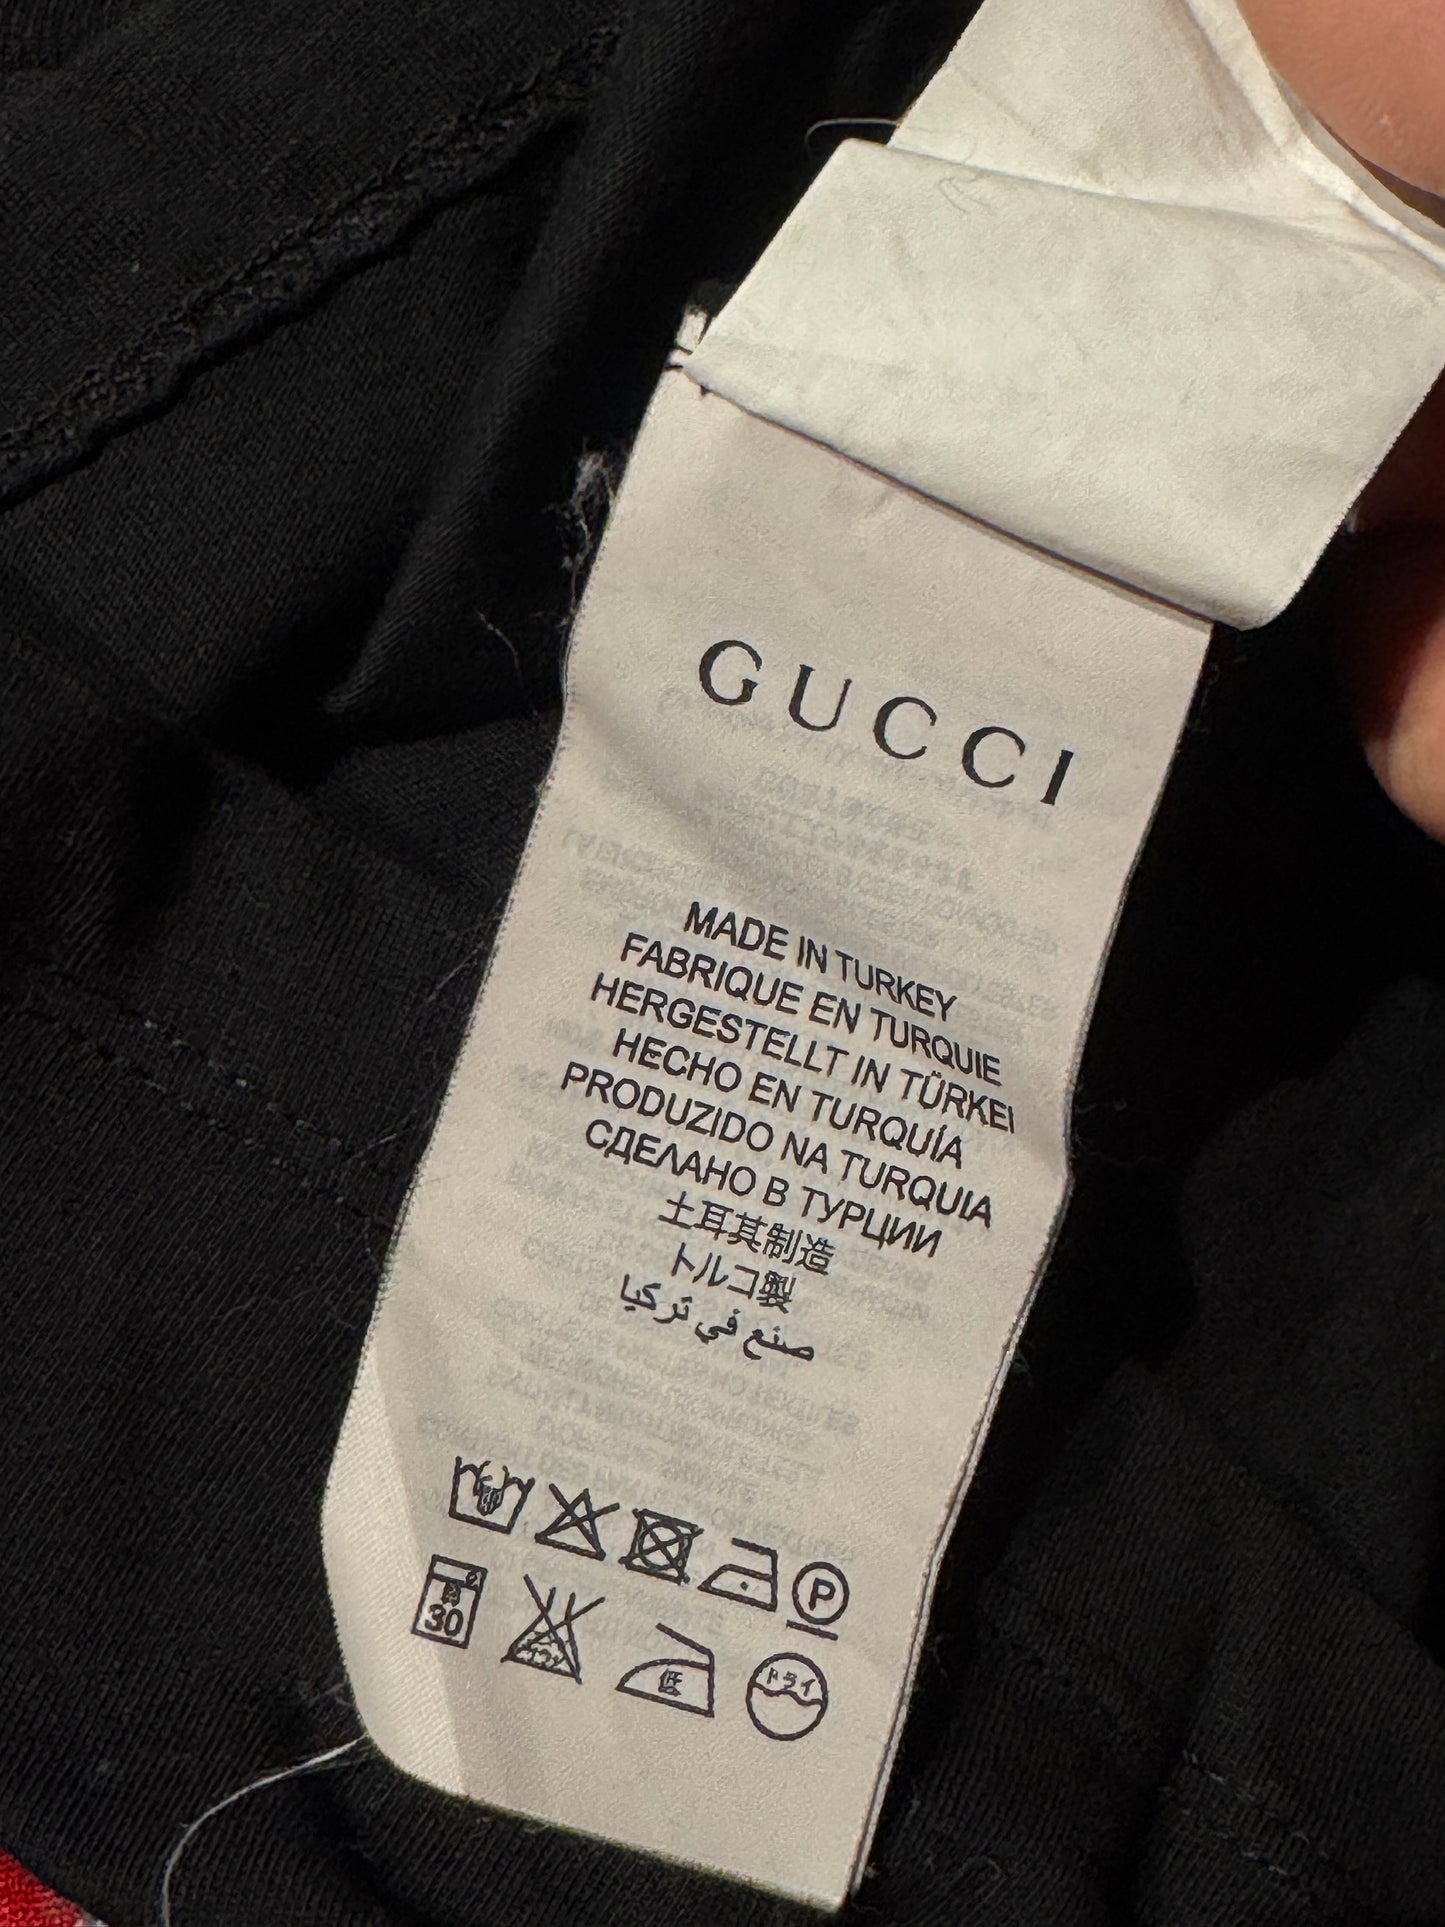 GUCCI
MADE IN TURKEY
FABRIQUE EN TURQUIE
HERGESTELLT IN TÜRKEI
HECHO EN TURQUÍA
PRODUZIDO NA TURQUIA
СДЕЛАНО В ТУРЦИИ
土耳其制造
トルコ製
صنع في تركيا
P
30
低
ドライ